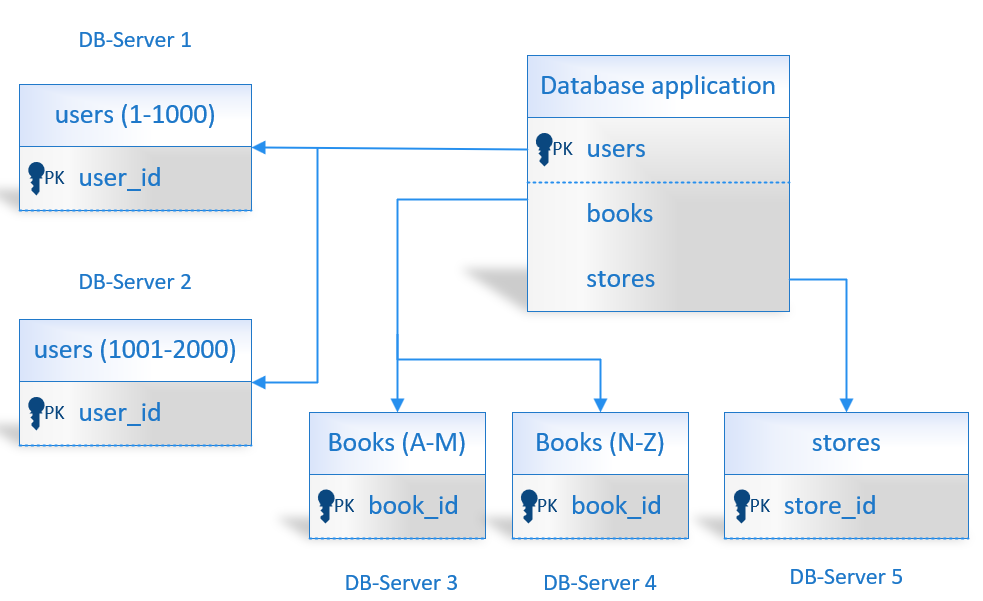 DB-Server 1
users (1-1000)
PK user_id
DB-Server 2
users (1001-2000)
PK user_id
Database application
PK users
books
stores
Books (A-M)
PK book_id
DB-Server 3
Books (N-Z)
PK book_id
DB-Server 4
stores
PK store_id
DB-Server 5